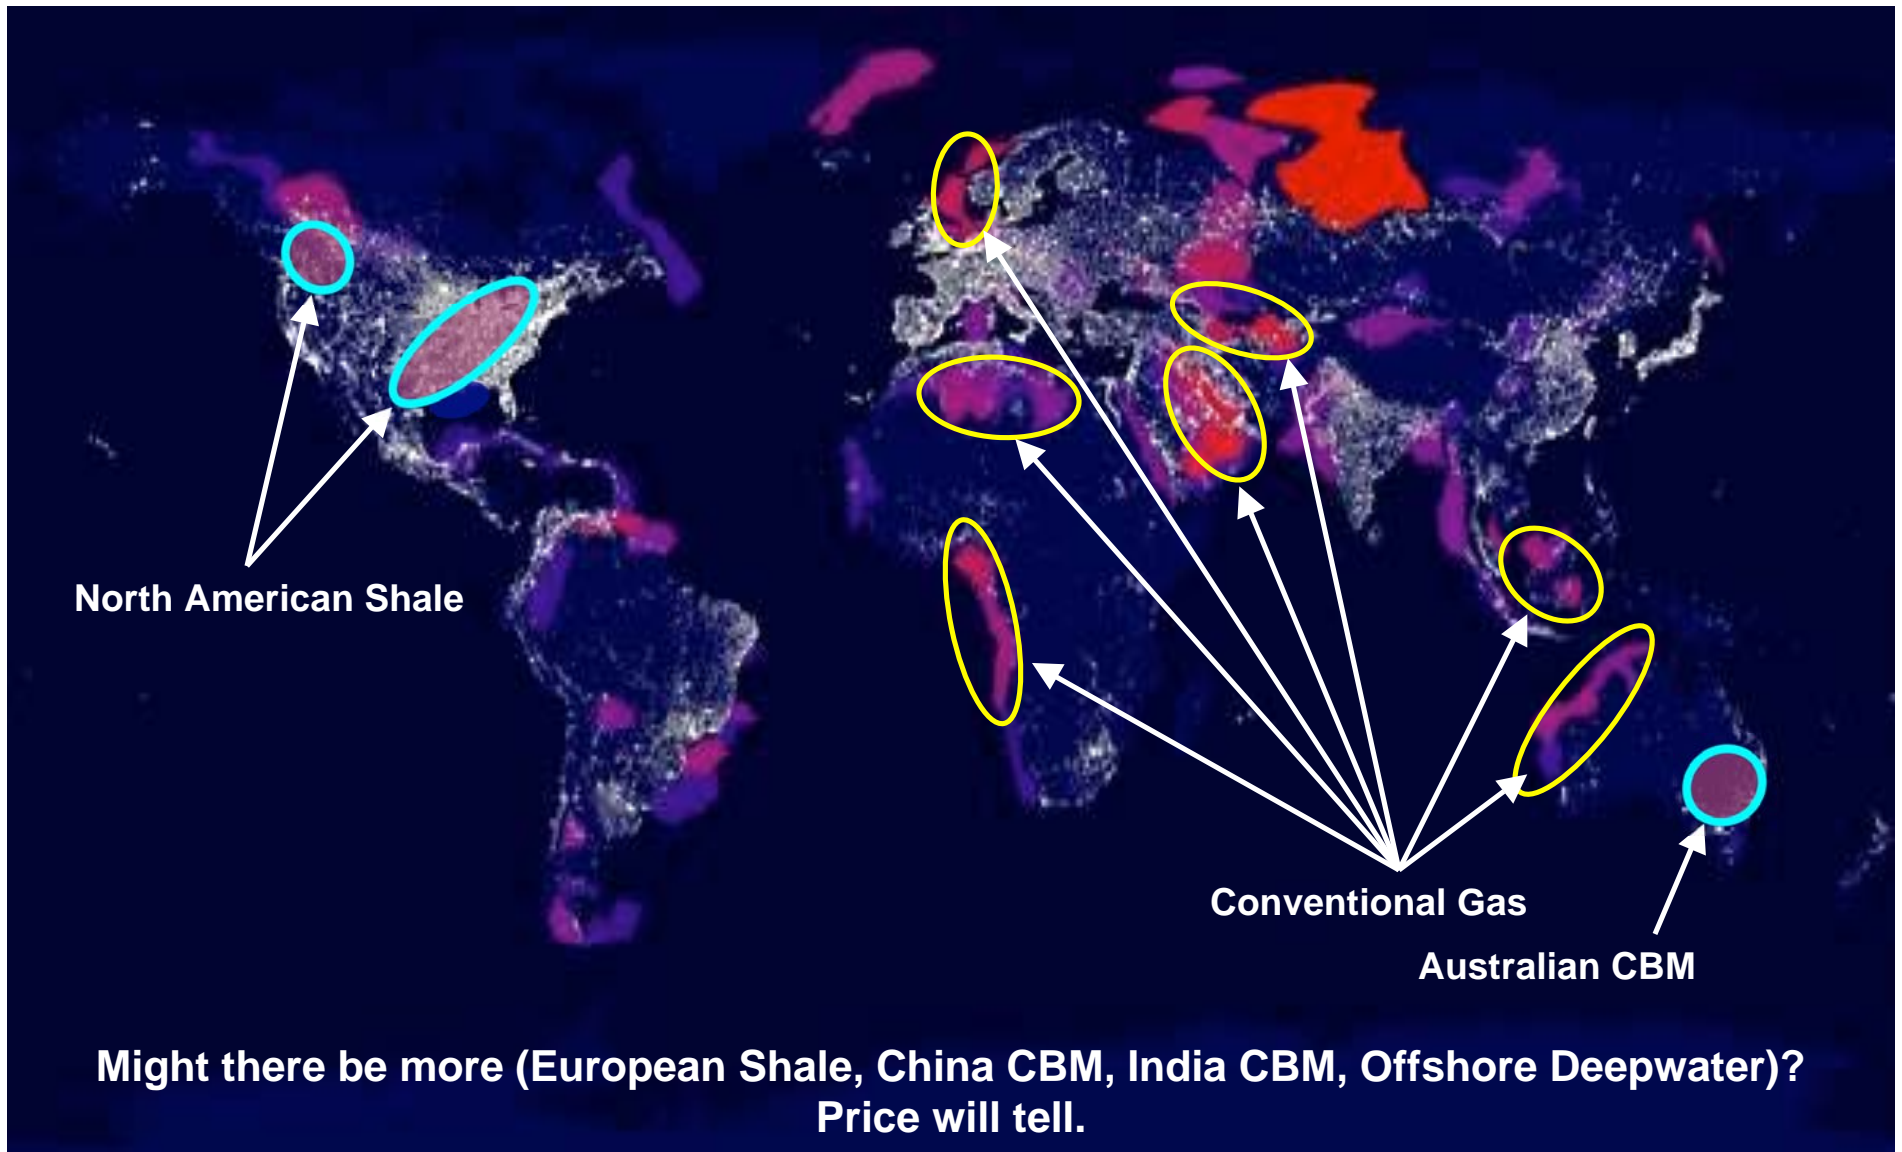 North American Shale
Conventional Gas
Australian CBM
Might there be more (European Shale, China CBM, India CBM, Offshore Deepwater)?
Price will tell.